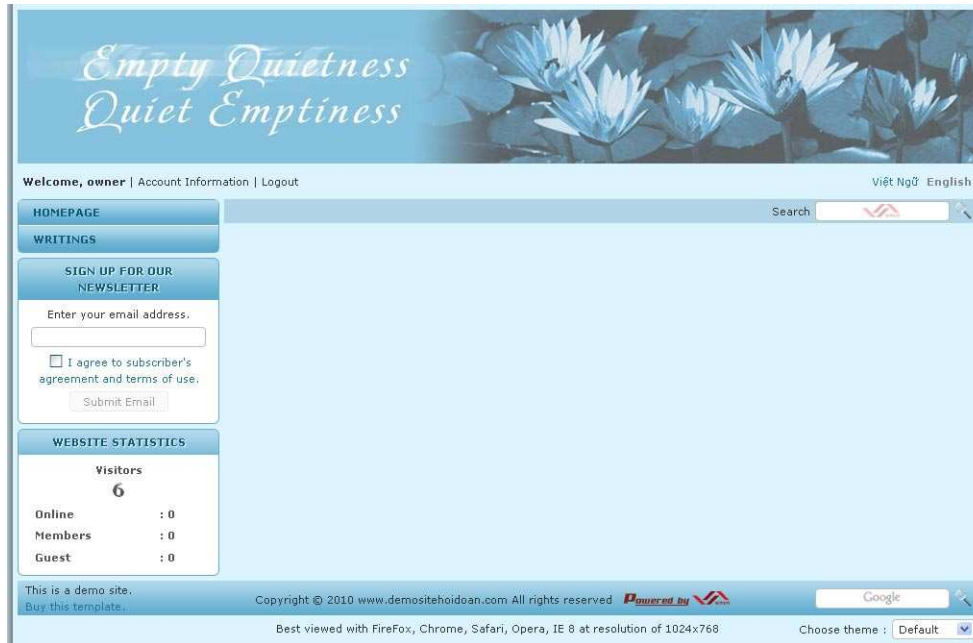 Empty Quietness
Quiet Emptiness
Welcome, owner | Account Information | Logout
Việt Ngữ English
HOMEPAGE
Search
WRITINGS
SIGN UP FOR OUR
NEWSLETTER
Enter your email address.
I agree to subscriber's
agreement and terms of use.
Submit Email
WEBSITE STATISTICS
Visitors
6
Online : 0
Members : 0
Guest : 0
This is a demo site.
Buy this template.
Copyright © 2010 www.demositehoidoan.com All rights reserved Powered by
Google
Best viewed with FireFox, Chrome, Safari, Opera, IE 8 at resolution of 1024x768
Choose theme : Default